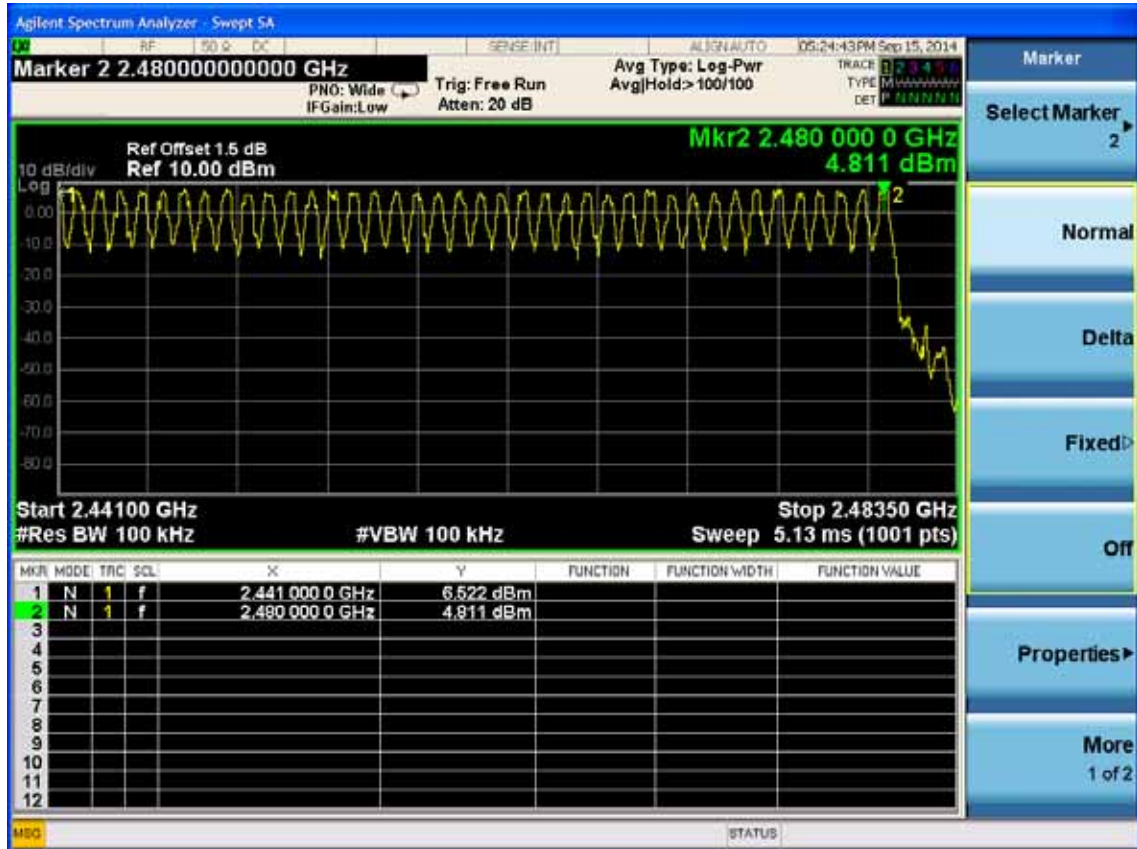 Agilent Spectrum Analyzer - Swept SA
RF 50 Ω DC SENSE:INT ALIGNAUTO 05:24:43PM Sep 15, 2014
Marker 2 2.480000000000 GHz
PNO: Wide
IFGain:Low
Trig: Free Run
Atten: 20 dB
Avg Type: Log-Pwr
Avg|Hold:>100/100
TRACE 1 2 3 4 5 6
TYPE M
DET P N N N N N
Mkr2 2.480 000 0 GHz
4.811 dBm
Ref Offset 1.5 dB
10 dB/div Ref 10.00 dBm
Log
1
2
0.00
-10.0
-20.0
-30.0
-40.0
-50.0
-60.0
-70.0
-80.0
Start 2.44100 GHz Stop 2.48350 GHz
#Res BW 100 kHz #VBW 100 kHz Sweep 5.13 ms (1001 pts)
MKR MODE TRC SCL X Y FUNCTION FUNCTION WIDTH FUNCTION VALUE
1 N 1 f 2.441 000 0 GHz 6.522 dBm
2 N 1 f 2.480 000 0 GHz 4.811 dBm
3
4
5
6
7
8
9
10
11
12
MSG STATUS
Marker
Select Marker
2
Normal
Delta
Fixed
Off
Properties
More
1 of 2